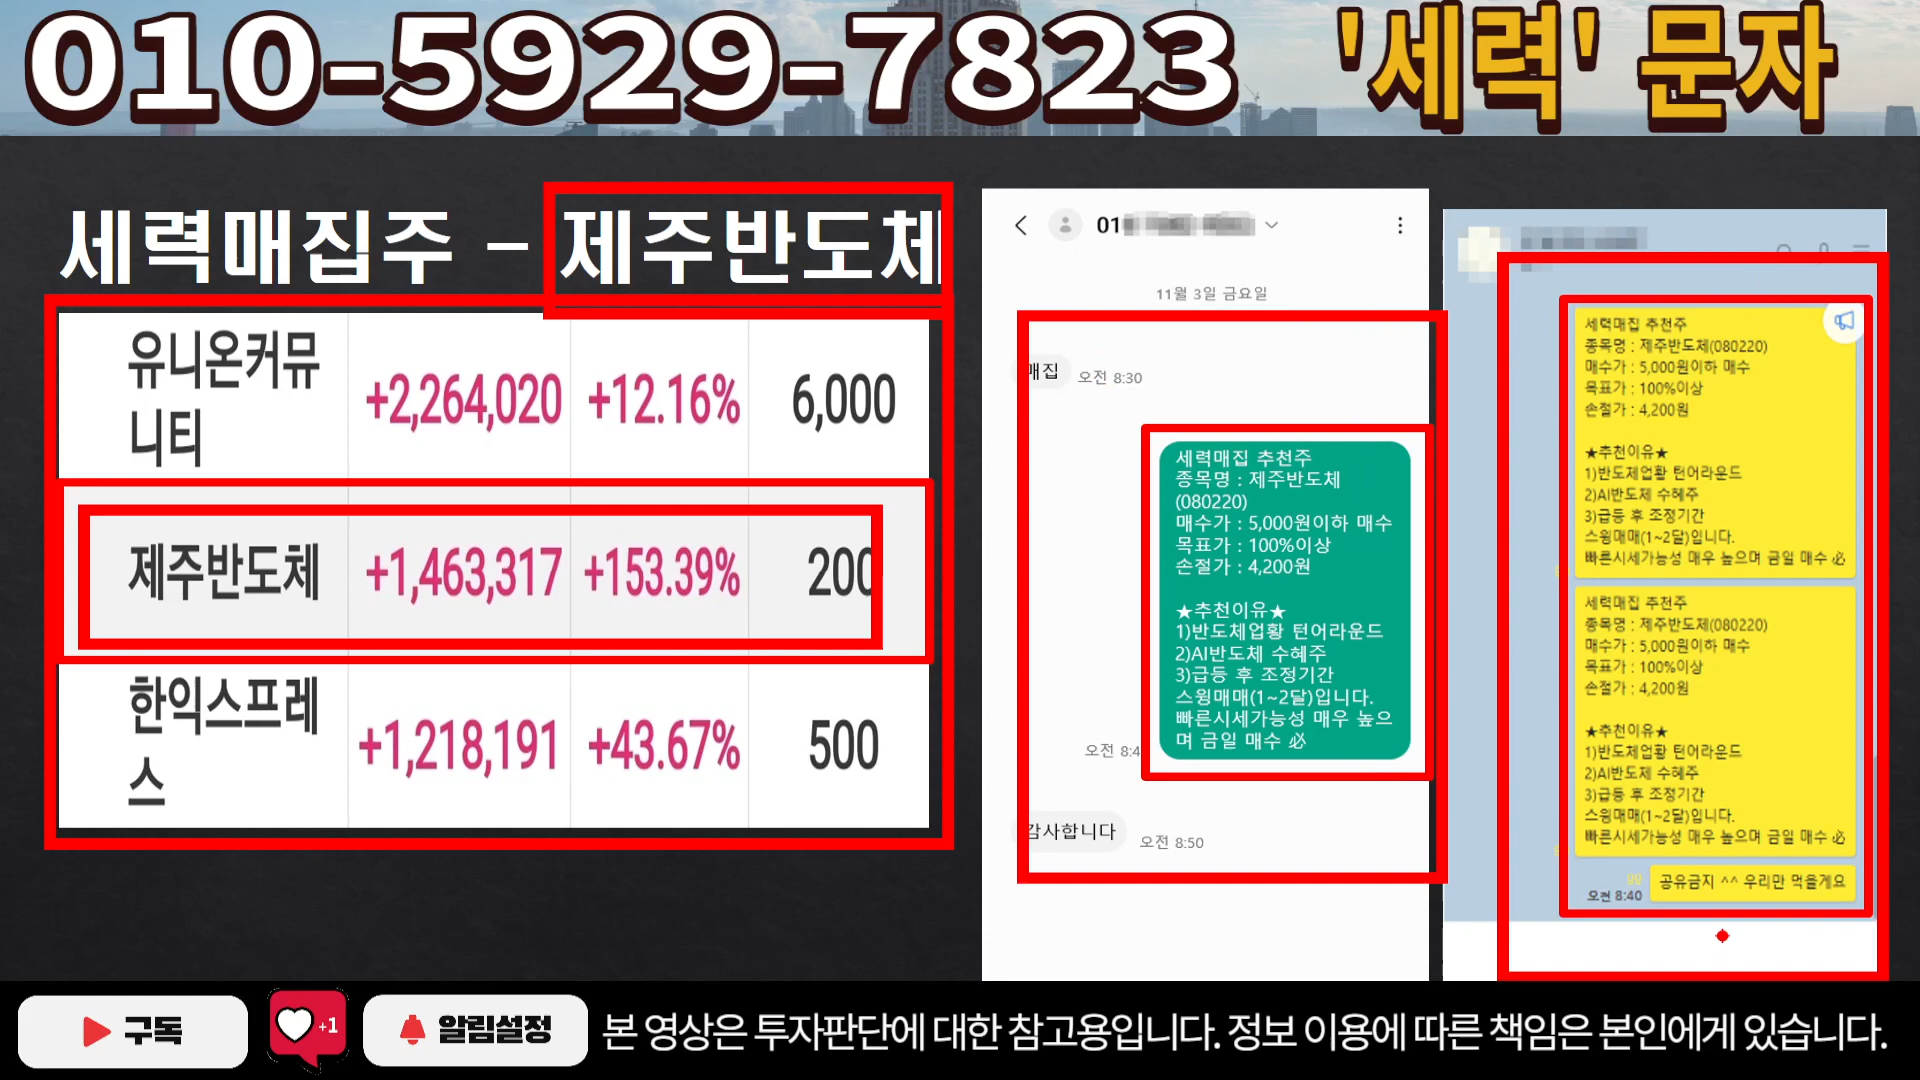 010-5929-7823 '세력' 문자
세력매집주 - 제주반도체
유니온커뮤
니티
+2,264,020 +12.16% 6,000
제주반도체 +1,463,317 +153.39% 200
한익스프레
스
+1,218,191 +43.67% 500
01
11월 3일 금요일
매집 오전 8:30
세력매집 추천주
종목명 : 제주반도체
(080220)
매수가 : 5,000원이하 매수
목표가 : 100%이상
손절가 : 4,200원
★추천이유★
1)반도체업황 턴어라운드
2)AI반도체 수혜주
3)급등 후 조정기간
스윙매매(1~2달)입니다.
빠른시세가능성 매우 높으
며 금일 매수 必
오전 8:4
감사합니다 오전 8:50
세력매집 추천주
종목명 : 제주반도체(080220)
매수가 : 5,000원이하 매수
목표가 : 100%이상
손절가 : 4,200원
★추천이유★
1)반도체업황 턴어라운드
2)AI반도체 수혜주
3)급등 후 조정기간
스윙매매(1~2달)입니다.
빠른시세가능성 매우 높으며 금일 매수 必
세력매집 추천주
종목명 : 제주반도체(080220)
매수가 : 5,000원이하 매수
목표가 : 100%이상
손절가 : 4,200원
★추천이유★
1)반도체업황 턴어라운드
2)AI반도체 수혜주
3)급등 후 조정기간
스윙매매(1~2달)입니다.
빠른시세가능성 매우 높으며 금일 매수 必
오전 8:40 공유금지 ^^ 우리만 먹을게요
구독 +1 알림설정 본 영상은 투자판단에 대한 참고용입니다. 정보 이용에 따른 책임은 본인에게 있습니다.